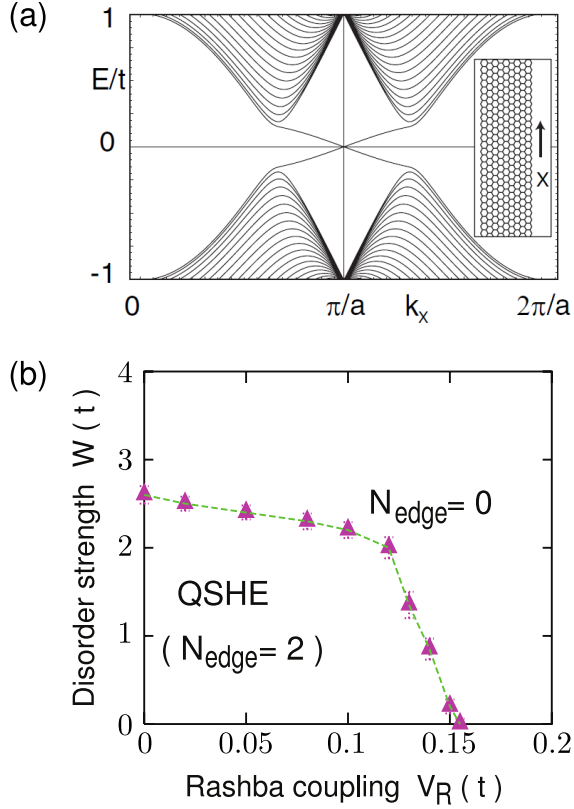 (a)
1
E/t
0
-1
x
0
π/a
kx
2π/a
(b)
Disorder strength W(t)
4
3
2
1
0
Nedge= 0
QSHE
( Nedge= 2 )
0
0.05
0.1
0.15
0.2
Rashba coupling VR(t)